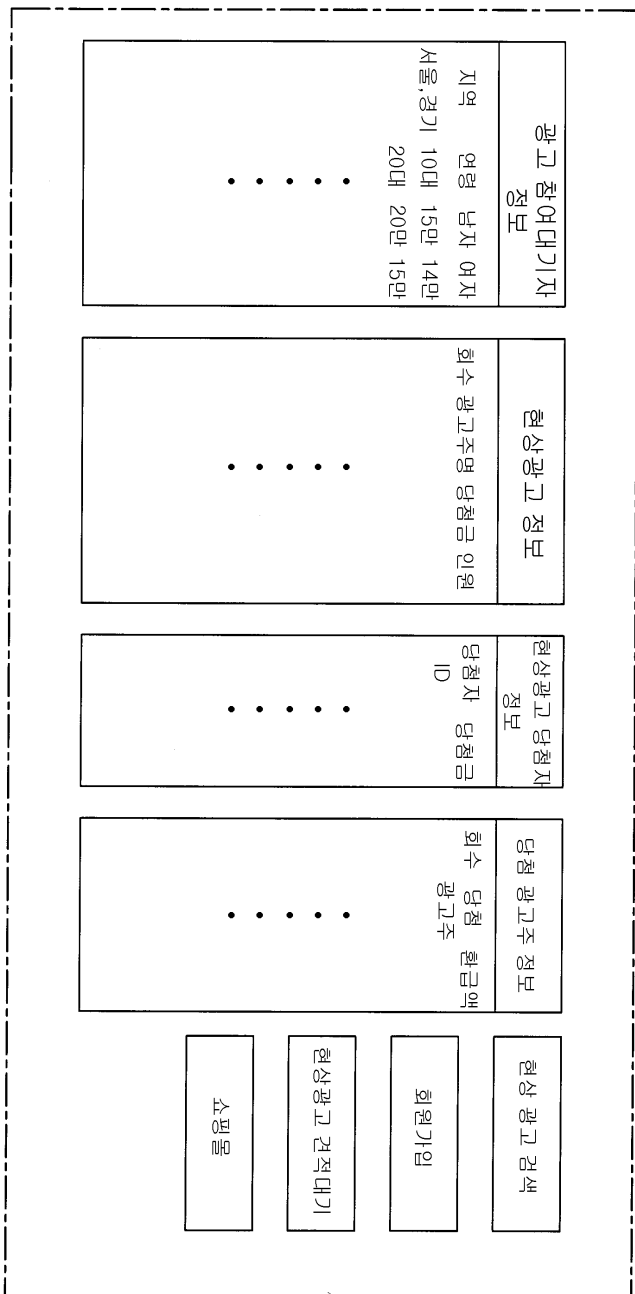 광고 참여대기자
정보
지역 연령 남자 여자
서울,경기 10대 15만 14만
20대 20만 15만
현상광고 정보
회수 광고주명 당첨금 인원
현상광고 당첨자
정보
당첨자 당첨금
ID
당첨 광고주 정보
회수 당첨 환급액
광고주
현상 광고 검색
회원가입
현상광고 견적대기
쇼핑몰